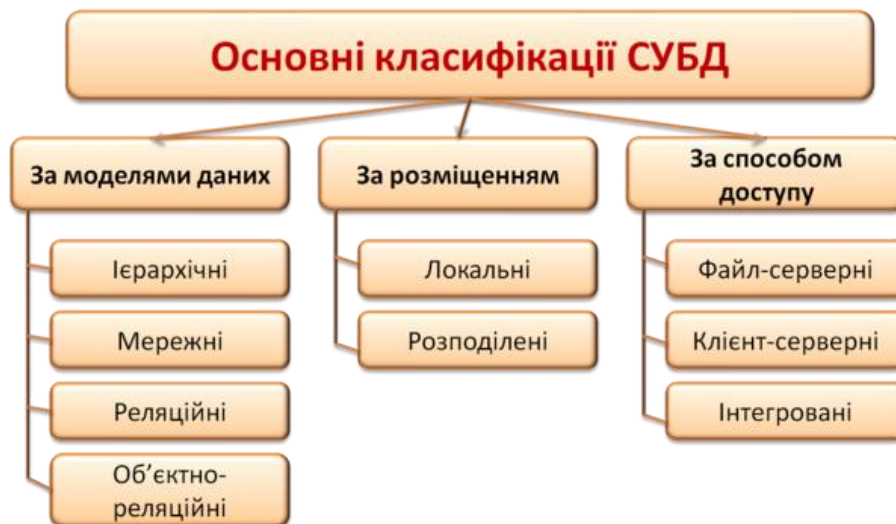 Основні класифікації СУБД
За моделями даних
Ієрархічні
Мережні
Реляційні
Об’єктно-
реляційні
За розміщенням
Локальні
Розподілені
За способом
доступу
Файл-серверні
Клієнт-серверні
Інтегровані